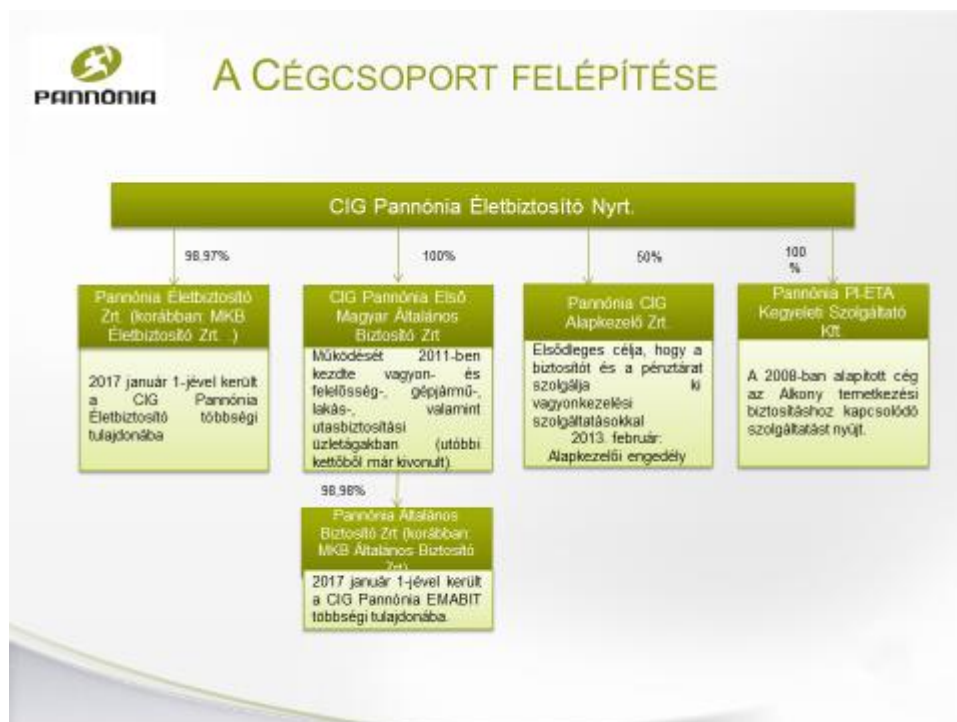 PANNÓNIA
A CÉGCSOPORT FELÉPÍTÉSE
CIG Pannónia Életbiztosító Nyrt.
98,97%
100%
50%
100
%
Pannónia Életbiztosító
Zrt. (korábban: MKB
Életbiztosító Zrt. .)
2017 január 1-jével került
a CIG Pannónia
Életbiztosító többségi
tulajdonába
CIG Pannónia Első
Magyar Általános
Biztosító Zrt
Működését 2011-ben
kezdte vagyon- és
felelősség-, gépjármű-,
lakás-, valamint
utasbiztosítási
üzletágakban (utóbbi
kettőből már kivonult).
98,98%
Pannónia Általános
Biztosító Zrt (korábban:
MKB Általános Biztosító
Zrt)
2017 január 1-jével került
a CIG Pannónia EMABIT
többségi tulajdonába.
Pannónia CIG
Alapkezelő Zrt.
Elsődleges célja, hogy a
biztosítót és a pénztárat
szolgálja ki
vagyonkezelési
szolgáltatásokkal
2013. február:
Alapkezelői engedély
Pannónia PI-ETA
Kegyeleti Szolgáltató
Kft.
A 2008-ban alapított cég
az Alkony temetkezési
biztosításhoz kapcsolódó
szolgáltatást nyújt.